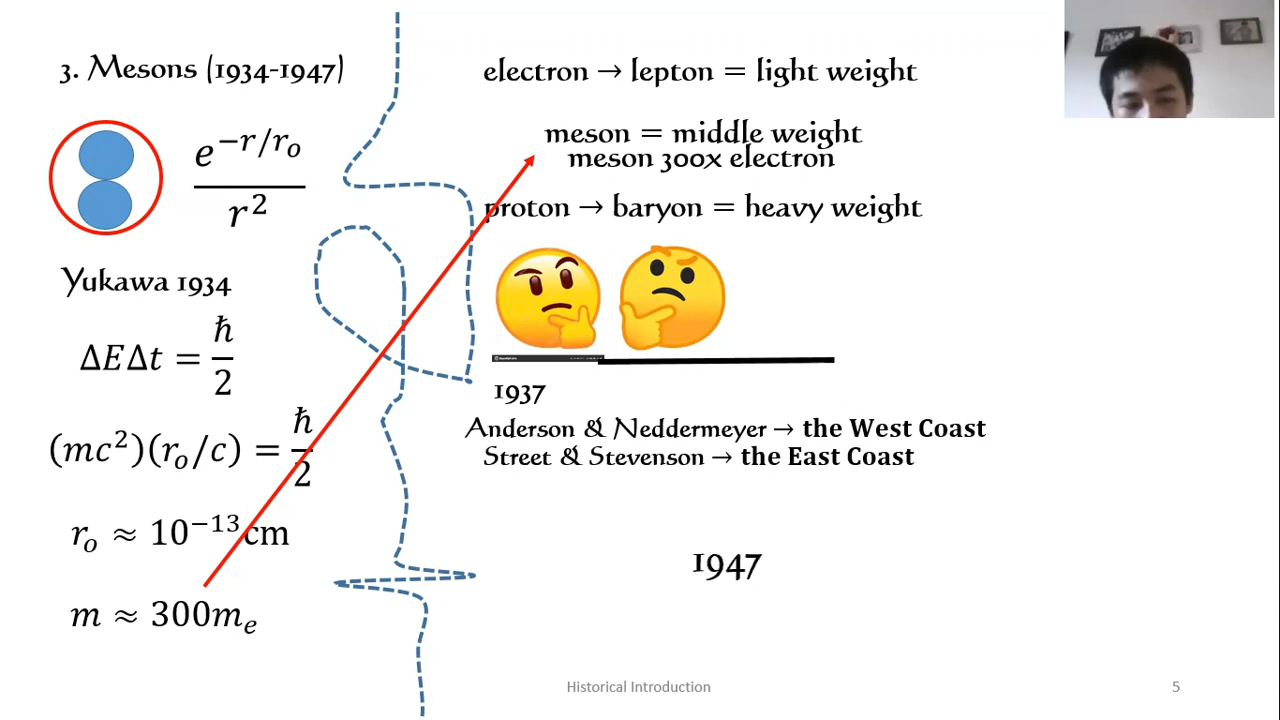 3. Mesons (1934-1947)
e^{-r/r_o} / r^2
Yukawa 1934
ΔEΔt = ħ/2
(mc^2)(r_o/c) = ħ/2
r_o ≈ 10^{-13}cm
m ≈ 300m_e
electron → lepton = light weight
meson = middle weight
meson 300x electron
proton → baryon = heavy weight
1937
Anderson & Neddermeyer → the West Coast
Street & Stevenson → the East Coast
1947
Historical Introduction
5